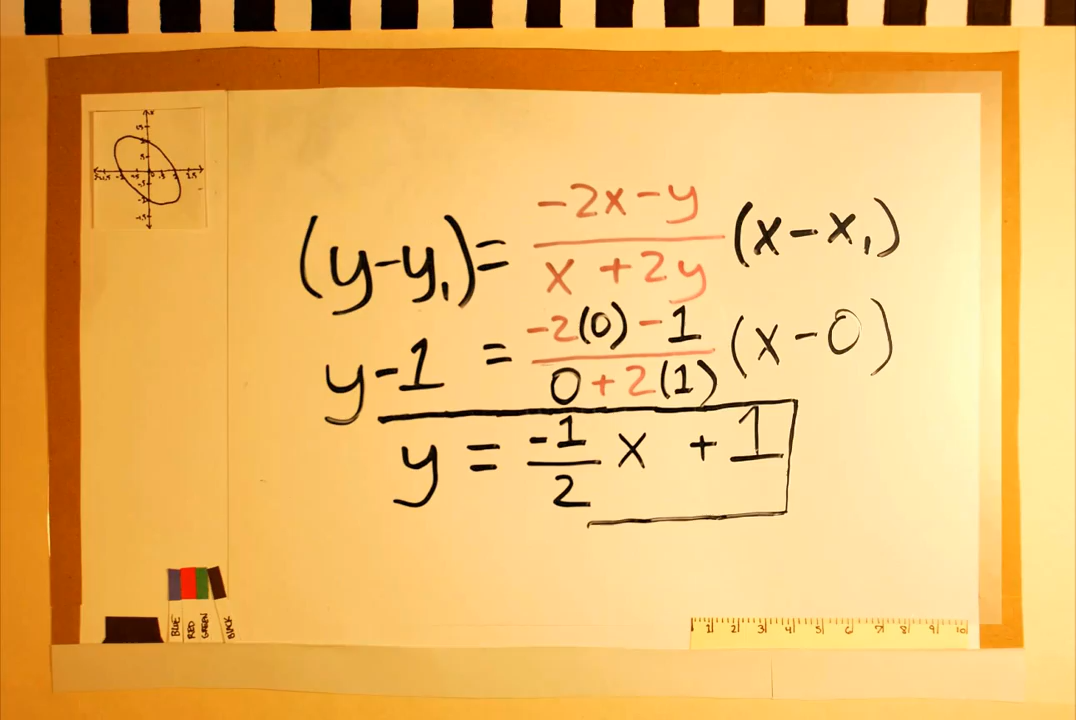 (y-y₁)= -2x-y / x +2y (x-x₁)
y-1 = -2(0)-1 / 0+2(1) (x-0)
y = -1/2 x + 1
BLUE
RED
GREEN
BLACK
1 2 3 4 5 6 7 8 9 10